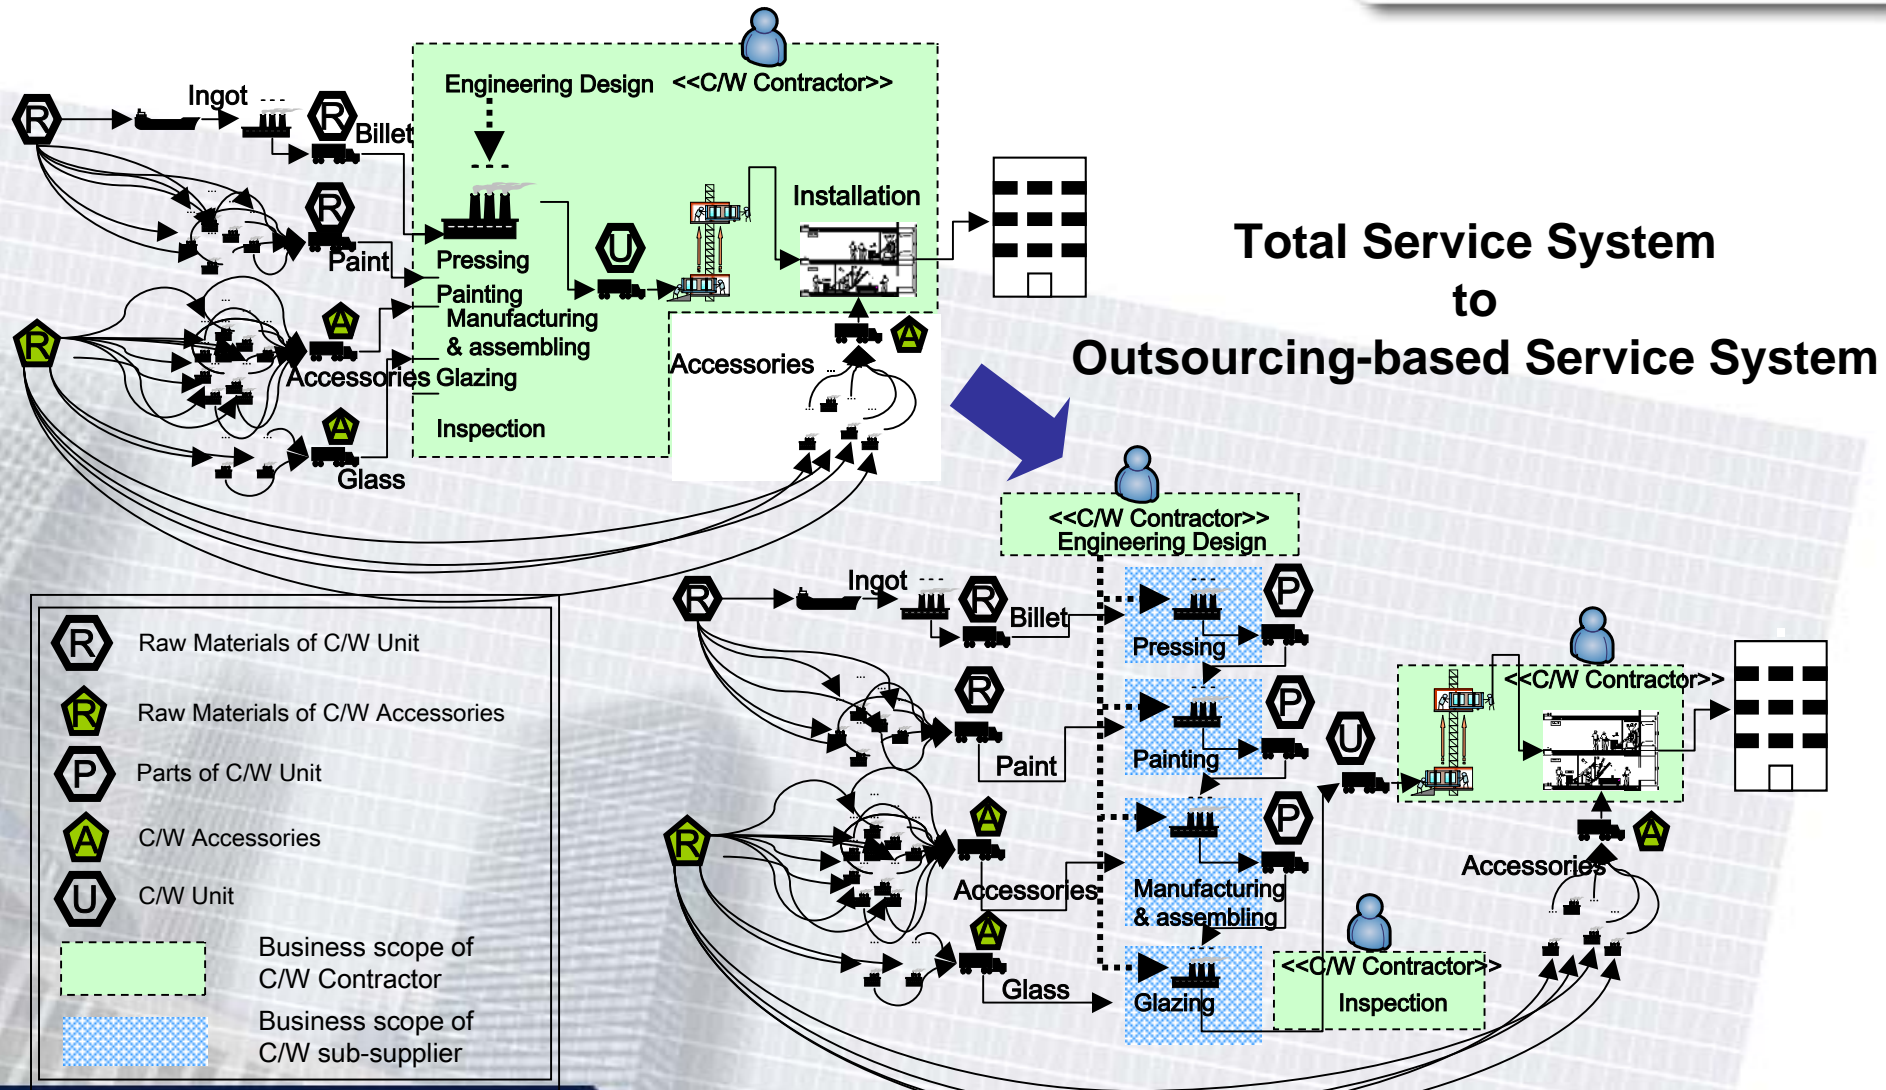 Engineering Design <<C/W Contractor>>
Ingot
R
R
Billet
R
Paint
Installation
U
Pressing
Painting
Manufacturing
& assembling
Glazing
Inspection
R
A
Accessories
A
Glass
Accessories
A
Total Service System
to
Outsourcing-based Service System
<<C/W Contractor>>
Engineering Design
R
Ingot
R
Billet
P
Pressing
R
Paint
P
Painting
U
R
A
Accessories
P
Manufacturing
& assembling
A
Glass
Glazing
<<C/W Contractor>>
Inspection
<<C/W Contractor>>
A
Accessories
R Raw Materials of C/W Unit
R Raw Materials of C/W Accessories
P Parts of C/W Unit
A C/W Accessories
U C/W Unit
Business scope of
C/W Contractor
Business scope of
C/W sub-supplier